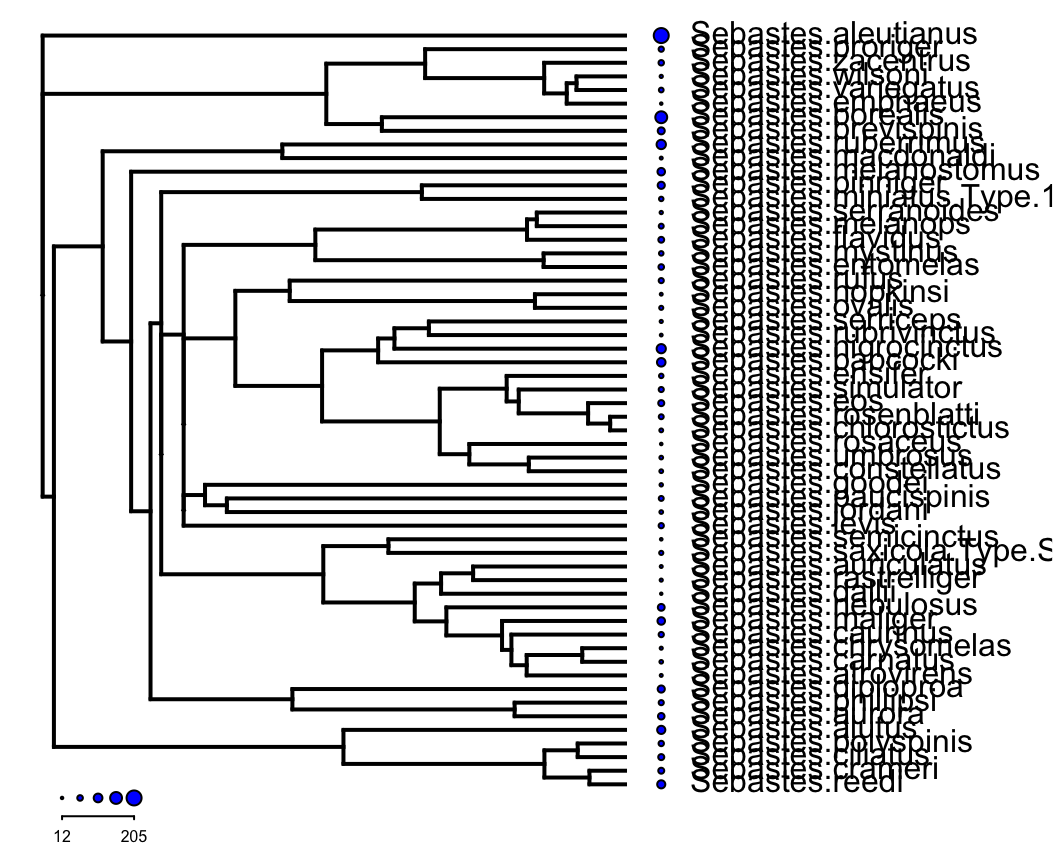 Sebastes.aleutianus
Sebastes.proriger
Sebastes.zacentrus
Sebastes.wilsoni
Sebastes.variegatus
Sebastes.emphaeus
Sebastes.borealis
Sebastes.brevispinis
Sebastes.ruberrimus
Sebastes.macdonaldi
Sebastes.melanostomus
Sebastes.pinniger
Sebastes.miniatus.Type.1
Sebastes.serranoides
Sebastes.melanops
Sebastes.flavidus
Sebastes.mystinus
Sebastes.entomelas
Sebastes.rufus
Sebastes.hopkinsi
Sebastes.ovalis
Sebastes.serriceps
Sebastes.rubrivinctus
Sebastes.nigrocinctus
Sebastes.babcocki
Sebastes.ensifer
Sebastes.simulator
Sebastes.eos
Sebastes.rosenblatti
Sebastes.chlorostictus
Sebastes.rosaceus
Sebastes.umbrosus
Sebastes.constellatus
Sebastes.goodei
Sebastes.paucispinis
Sebastes.jordani
Sebastes.levis
Sebastes.semicinctus
Sebastes.saxicola.Type.S
Sebastes.auriculatus
Sebastes.rastrelliger
Sebastes.dallii
Sebastes.nebulosus
Sebastes.maliger
Sebastes.caurinus
Sebastes.chrysomelas
Sebastes.carnatus
Sebastes.atrovirens
Sebastes.diploproa
Sebastes.phillipsi
Sebastes.aurora
Sebastes.alutus
Sebastes.polyspinis
Sebastes.ciliatus
Sebastes.crameri
Sebastes.reedi
12 205